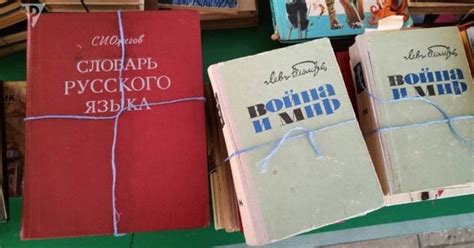 С.И.Ожегов
СЛОВАРЬ
РУССКОГО
ЯЗЫКА
Лев Толстой
ВОЙНА
И МИР
Лев Толстой
ВОЙНА
И МИР